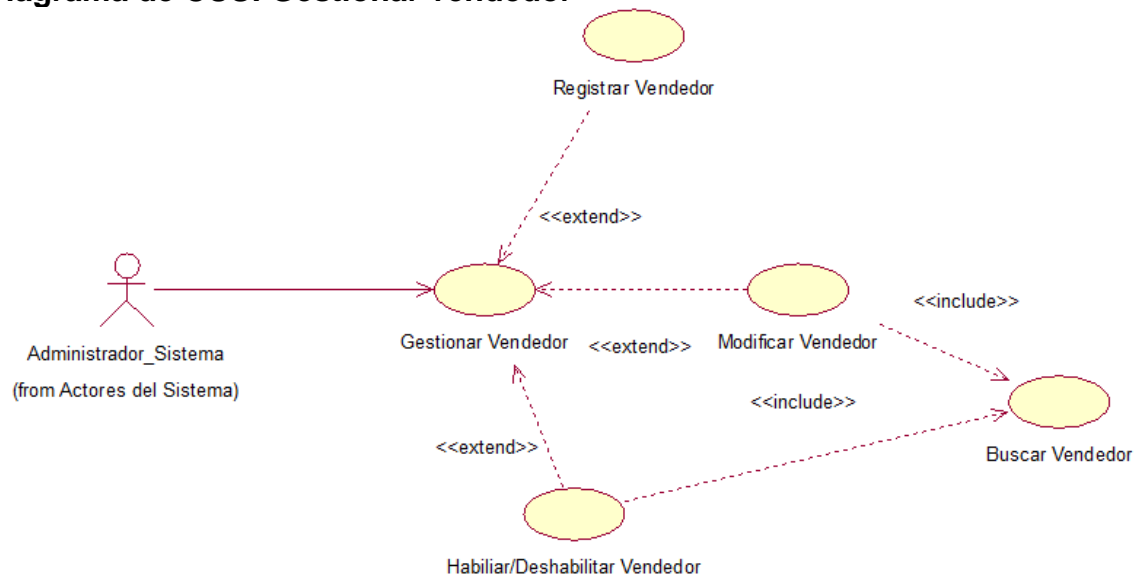 Registrar Vendedor
<<extend>>
Administrador_Sistema
(from Actores del Sistema)
Gestionar Vendedor
<<extend>>
Modificar Vendedor
<<include>>
<<include>>
Buscar Vendedor
<<extend>>
Habiliar/Deshabilitar Vendedor